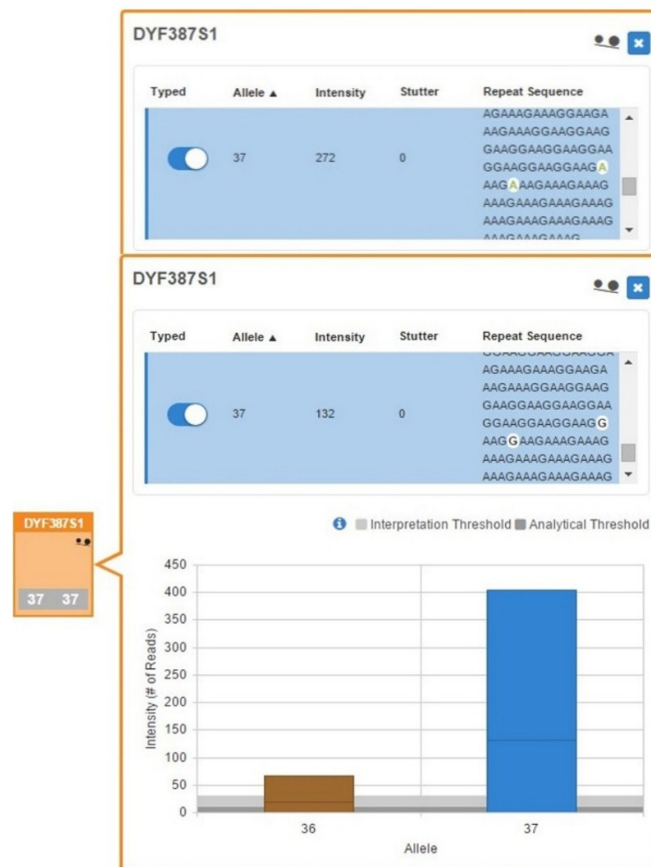 DYF387S1
Typed Allele ▲ Intensity Stutter Repeat Sequence
AGAAAGAAAGGAAGA
AAGAAAGGAAGGAAG
GAAGGAAGGAAGGAA
GGAAGGAAGGAAGA
37 272 0
AAGAAAGAAAGAAAG
AAAGAAAGAAAGAAAG
AAAGAAAGAAAGAAAG
AAAGAAAGAAAG
DYF387S1
Typed Allele ▲ Intensity Stutter Repeat Sequence
AGAAAGAAAGGAAGA
AAGAAAGGAAGGAAG
GAAGGAAGGAAGGAA
GGAAGGAAGGAAGG
37 132 0
AAGGAAGAAAGAAAG
AAAGAAAGAAAGAAAG
AAAGAAAGAAAGAAAG
DYF387S1
37 37
Interpretation Threshold Analytical Threshold
Intensity (# of Reads)
450
400
350
300
250
200
150
100
50
0
36 37
Allele